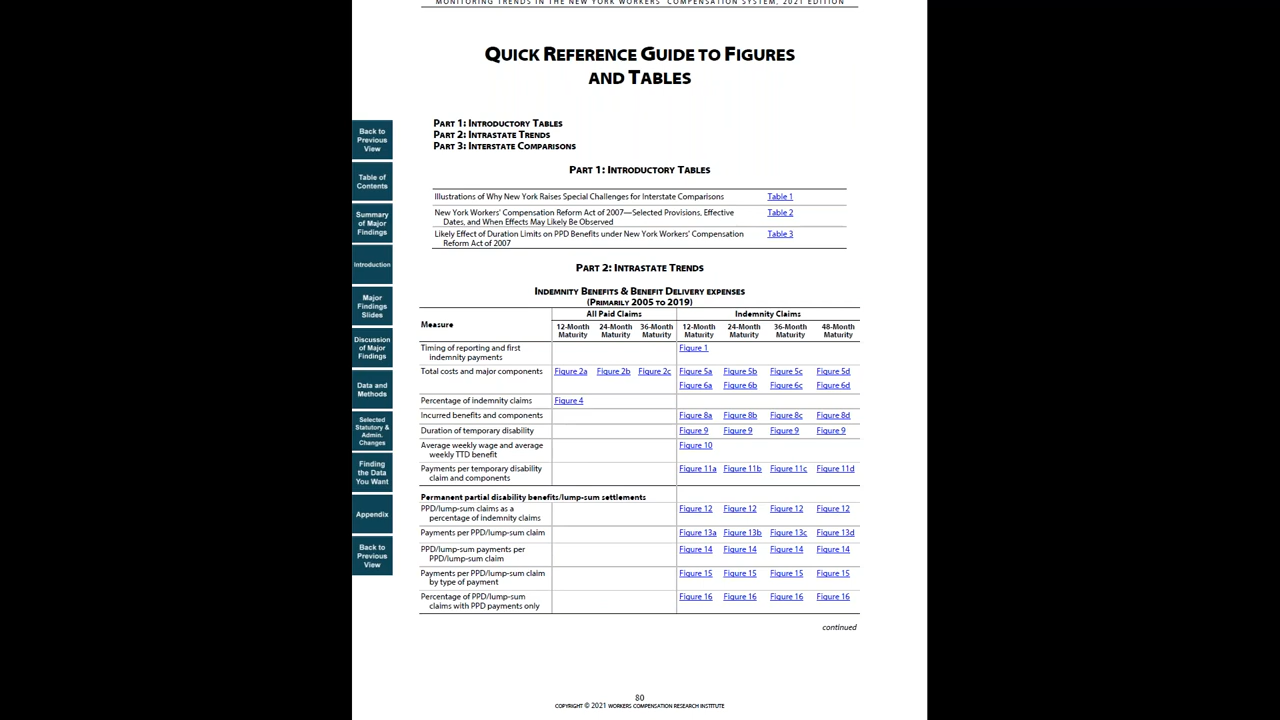 MONITORING TRENDS IN THE NEW YORK WORKERS' COMPENSATION SYSTEM, 2021 EDITION
QUICK REFERENCE GUIDE TO FIGURES
AND TABLES
PART 1: INTRODUCTORY TABLES
PART 2: INTRASTATE TRENDS
PART 3: INTERSTATE COMPARISONS
PART 1: INTRODUCTORY TABLES
Illustrations of Why New York Raises Special Challenges for Interstate Comparisons Table 1
New York Workers' Compensation Reform Act of 2007—Selected Provisions, Effective Table 2
Dates, and When Effects May Likely Be Observed
Likely Effect of Duration Limits on PPD Benefits under New York Workers' Compensation Table 3
Reform Act of 2007
PART 2: INTRASTATE TRENDS
INDEMNITY BENEFITS & BENEFIT DELIVERY EXPENSES
(PRIMARILY 2005 TO 2019)
All Paid Claims Indemnity Claims
Measure
12-Month 24-Month 36-Month 12-Month 24-Month 36-Month 48-Month
Maturity Maturity Maturity Maturity Maturity Maturity Maturity
Timing of reporting and first Figure 1
indemnity payments
Total costs and major components Figure 2a Figure 2b Figure 2c Figure 5a Figure 5b Figure 5c Figure 5d
Figure 6a Figure 6b Figure 6c Figure 6d
Percentage of indemnity claims Figure 4
Incurred benefits and components Figure 8a Figure 8b Figure 8c Figure 8d
Duration of temporary disability Figure 9 Figure 9 Figure 9 Figure 9
Average weekly wage and average Figure 10
weekly TTD benefit
Payments per temporary disability Figure 11a Figure 11b Figure 11c Figure 11d
claim and components
Permanent partial disability benefits/lump-sum settlements
PPD/lump-sum claims as a Figure 12 Figure 12 Figure 12 Figure 12
percentage of indemnity claims
Payments per PPD/lump-sum claim Figure 13a Figure 13b Figure 13c Figure 13d
PPD/lump-sum payments per Figure 14 Figure 14 Figure 14 Figure 14
PPD/lump-sum claim
Payments per PPD/lump-sum claim Figure 15 Figure 15 Figure 15 Figure 15
by type of payment
Percentage of PPD/lump-sum Figure 16 Figure 16 Figure 16 Figure 16
claims with PPD payments only
continued
80
COPYRIGHT © 2021 WORKERS COMPENSATION RESEARCH INSTITUTE
Back to
Previous
View
Table of
Contents
Summary
of Major
Findings
Introduction
Major
Findings
Slides
Discussion
of Major
Findings
Data and
Methods
Selected
Statutory &
Admin.
Changes
Finding
the Data
You Want
Appendix
Back to
Previous
View